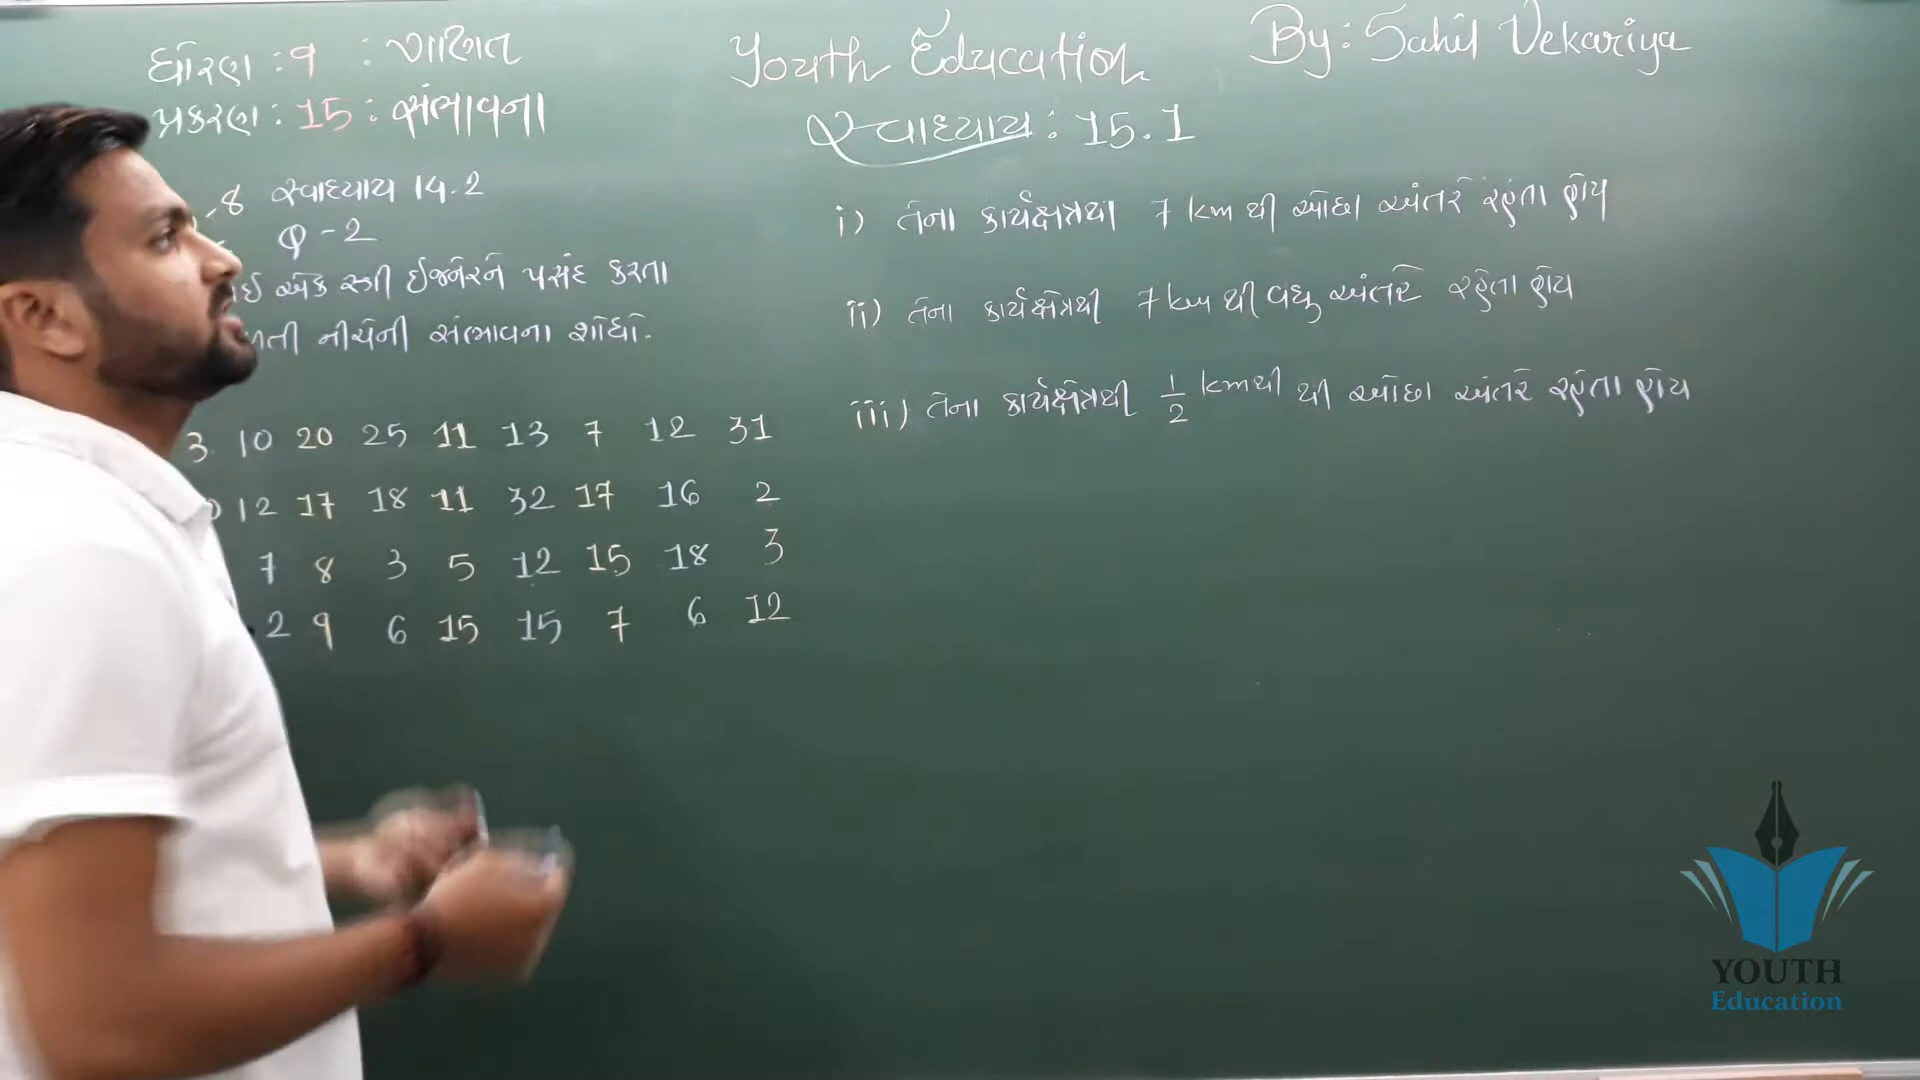 ધોરણ : 9 : ગણિત
પ્રકરણ : 15 : સંભાવના
Youth Education
By: Sahil Vekariya
સ્વાધ્યાય : 15.1
-8 સ્વાધ્યાય 14.2
Q-2
એક સ્ત્રી ઈજનેરને પસંદ કરતા
નીચેની સંભાવના શોધો.
3 10 20 25 11 13 7 12 31
12 17 18 11 32 17 16 2
7 8 3 5 12 15 18 3
2 9 6 15 15 7 6 12
i) તેના કાર્યક્ષેત્રથી 7 km થી ઓછા અંતરે રહેતા હોય
ii) તેના કાર્યક્ષેત્રથી 7 km થી વધુ અંતરે રહેતા હોય
iii) તેના કાર્યક્ષેત્રથી 1/2 kmથી થી ઓછા અંતરે રહેતા હોય
YOUTH
Education